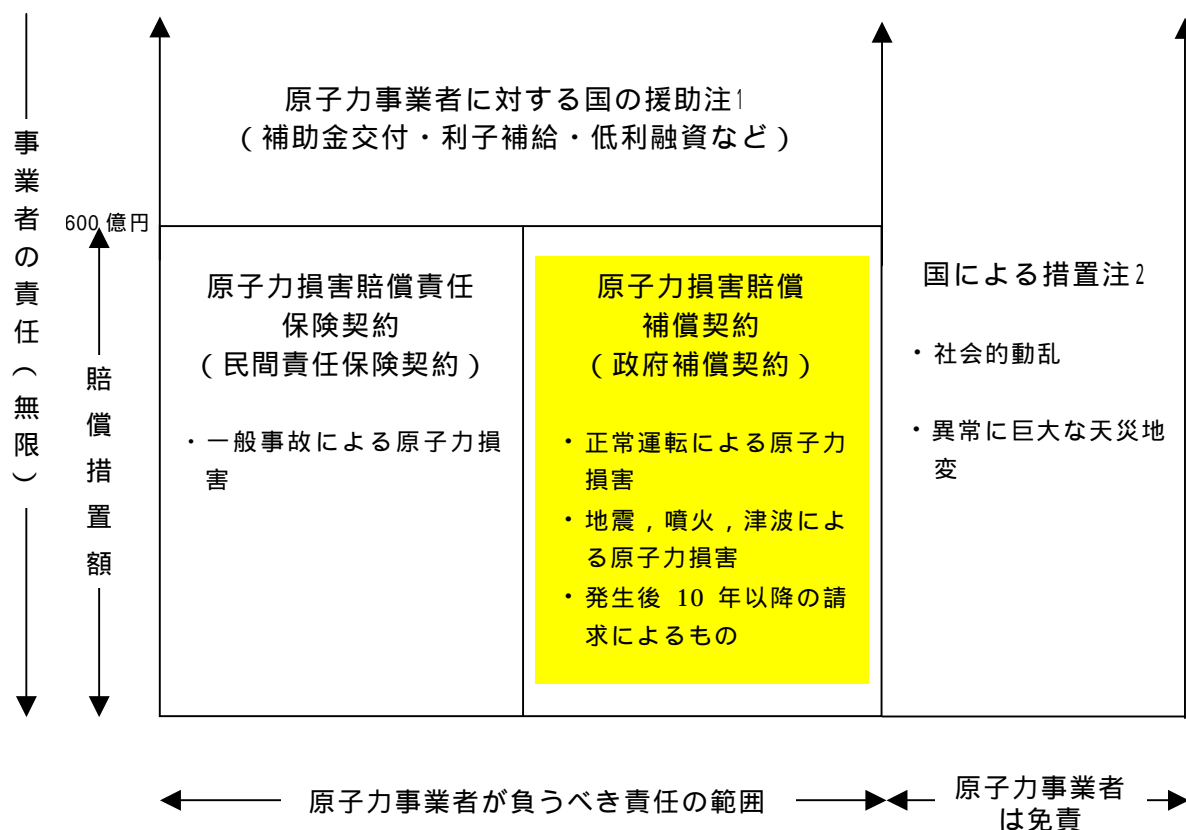 事業者の責任（無限）
賠償措置額
600 億円
原子力事業者に対する国の援助注1
（補助金交付・利子補給・低利融資など）
原子力損害賠償責任
保険契約
（民間責任保険契約）
・一般事故による原子力損
害
原子力損害賠償
補償契約
（政府補償契約）
・正常運転による原子力
損害
・地震，噴火，津波によ
る原子力損害
・発生後 10 年以降の請
求によるもの
国による措置注2
・社会的動乱
・異常に巨大な天災地
変
原子力事業者が負うべき責任の範囲
原子力事業者
は免責